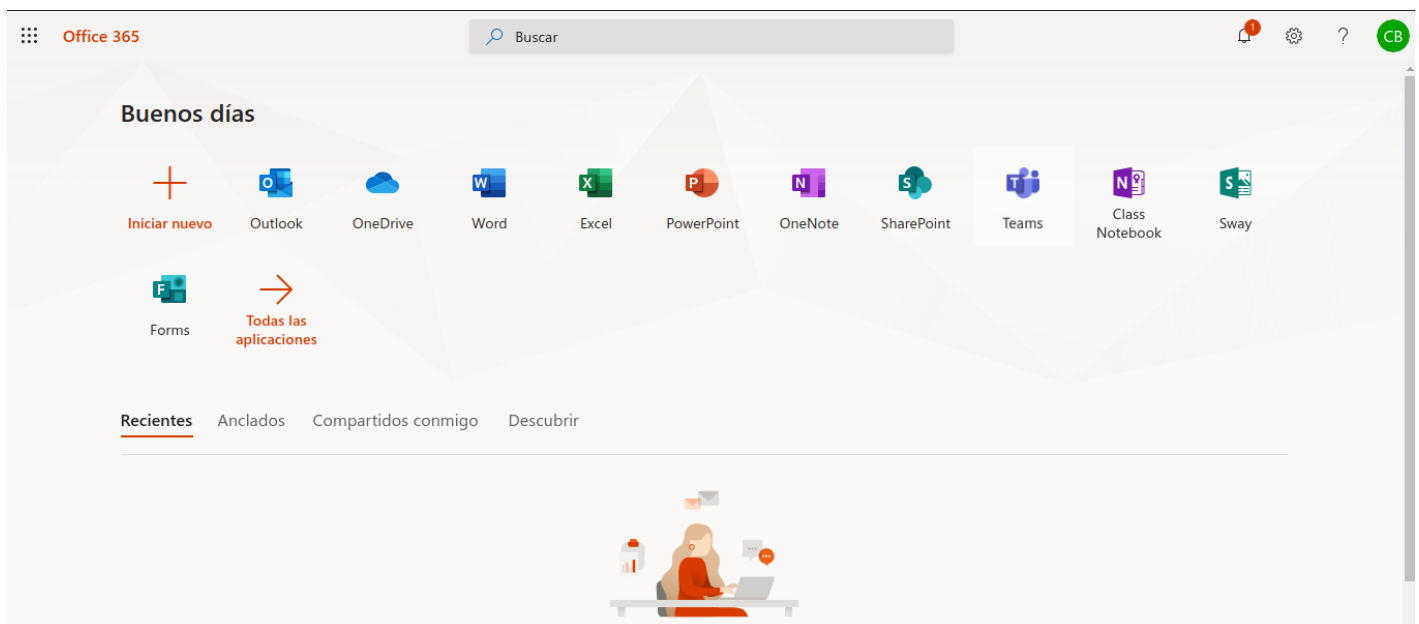 Office 365
Buscar
1
CB
Buenos días
Iniciar nuevo
Outlook
OneDrive
Word
Excel
PowerPoint
OneNote
SharePoint
Teams
Class
Notebook
Sway
Forms
Todas las
aplicaciones
Recientes Anclados Compartidos conmigo Descubrir